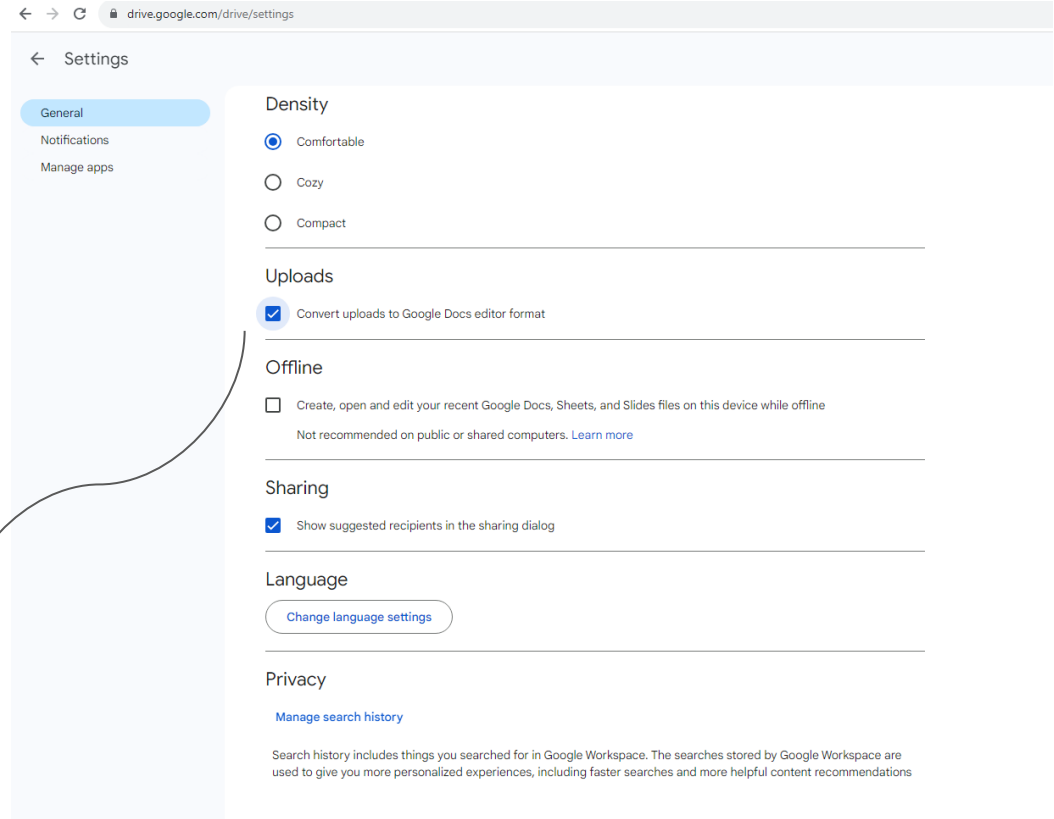 drive.google.com/drive/settings
Settings
General
Notifications
Manage apps
Density
Comfortable
Cozy
Compact
Uploads
Convert uploads to Google Docs editor format
Offline
Create, open and edit your recent Google Docs, Sheets, and Slides files on this device while offline
Not recommended on public or shared computers. Learn more
Sharing
Show suggested recipients in the sharing dialog
Language
Change language settings
Privacy
Manage search history
Search history includes things you searched for in Google Workspace. The searches stored by Google Workspace are
used to give you more personalized experiences, including faster searches and more helpful content recommendations